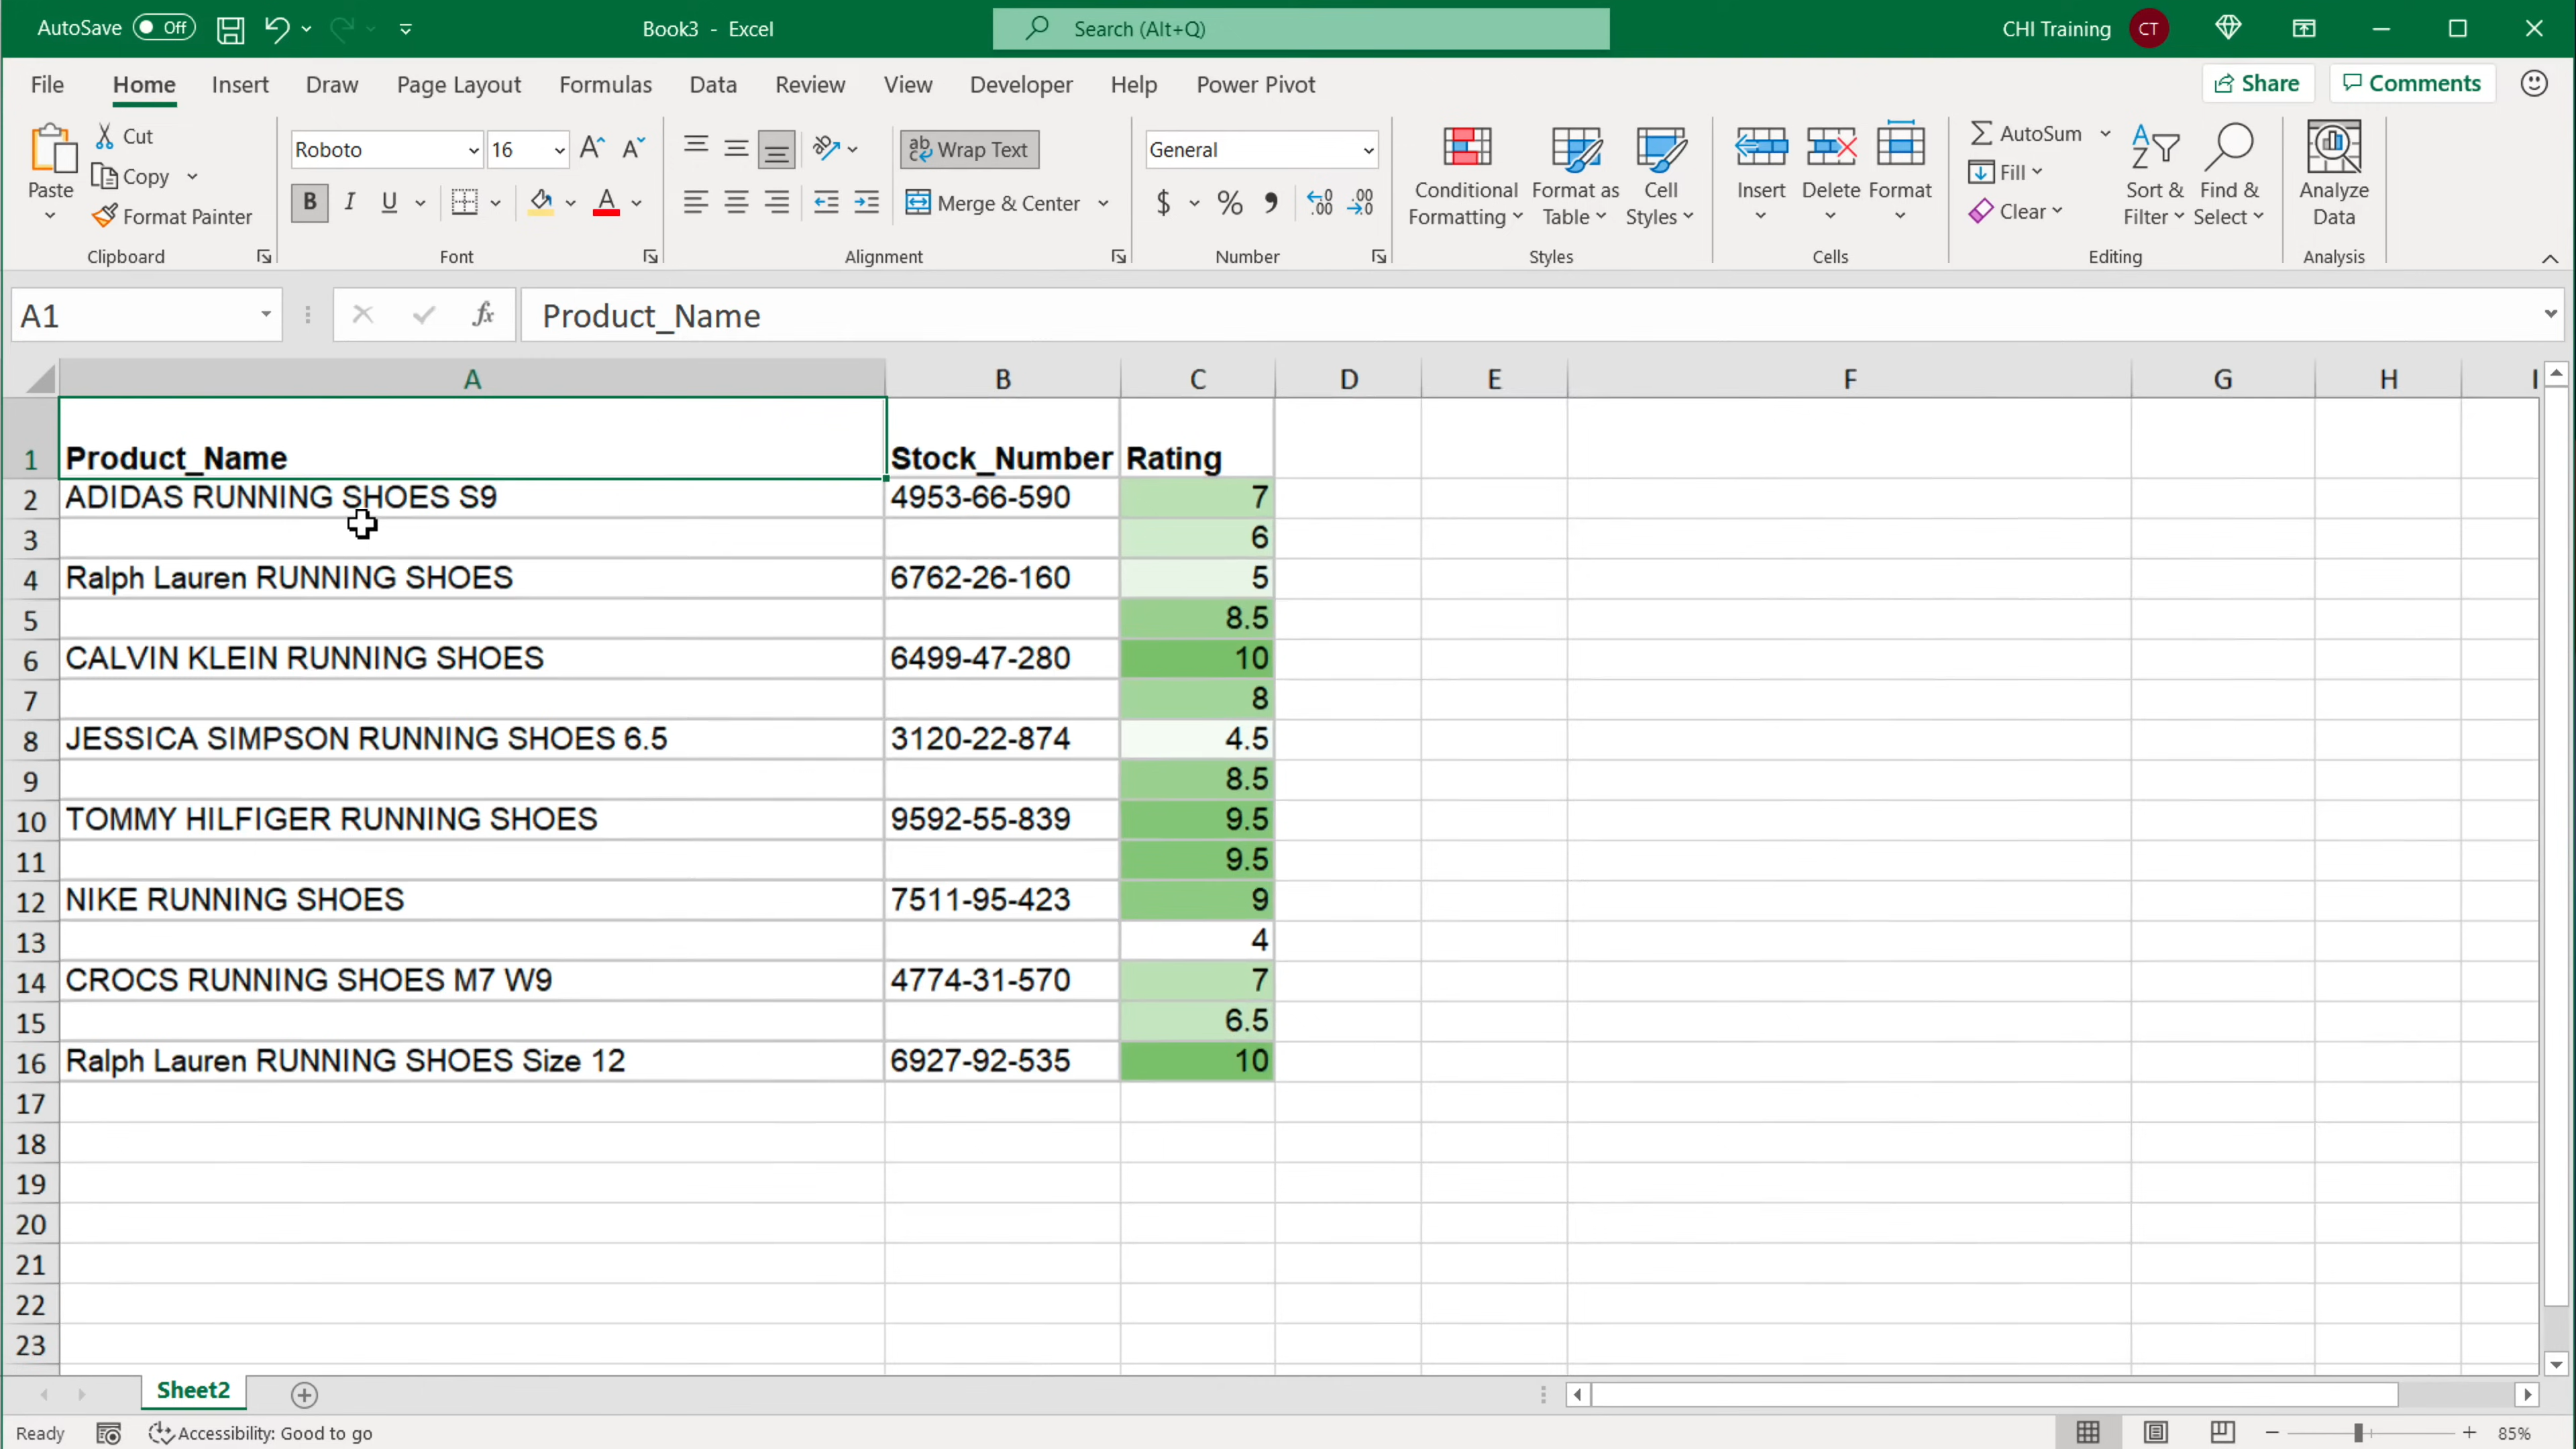 AutoSave Off Book3 - Excel Search (Alt+Q) CHI Training CT
File Home Insert Draw Page Layout Formulas Data Review View Developer Help Power Pivot Share Comments
Paste Cut Copy Format Painter
Clipboard
Roboto 16
B I U A
Font
ab Wrap Text
Merge & Center
Alignment
General
$ % , .00 .00
Number
Conditional Formatting Format as Table Cell Styles
Styles
Insert Delete Format
Cells
AutoSum
Fill
Clear
Sort & Filter Find & Select
Editing
Analyze Data
Analysis
A1 fx Product_Name
A B C D E F G H I
1 Product_Name Stock_Number Rating
2 ADIDAS RUNNING SHOES S9 4953-66-590 7
3 6
4 Ralph Lauren RUNNING SHOES 6762-26-160 5
5 8.5
6 CALVIN KLEIN RUNNING SHOES 6499-47-280 10
7 8
8 JESSICA SIMPSON RUNNING SHOES 6.5 3120-22-874 4.5
9 8.5
10 TOMMY HILFIGER RUNNING SHOES 9592-55-839 9.5
11 9.5
12 NIKE RUNNING SHOES 7511-95-423 9
13 4
14 CROCS RUNNING SHOES M7 W9 4774-31-570 7
15 6.5
16 Ralph Lauren RUNNING SHOES Size 12 6927-92-535 10
17
18
19
20
21
22
23
Sheet2
Ready Accessibility: Good to go 85%